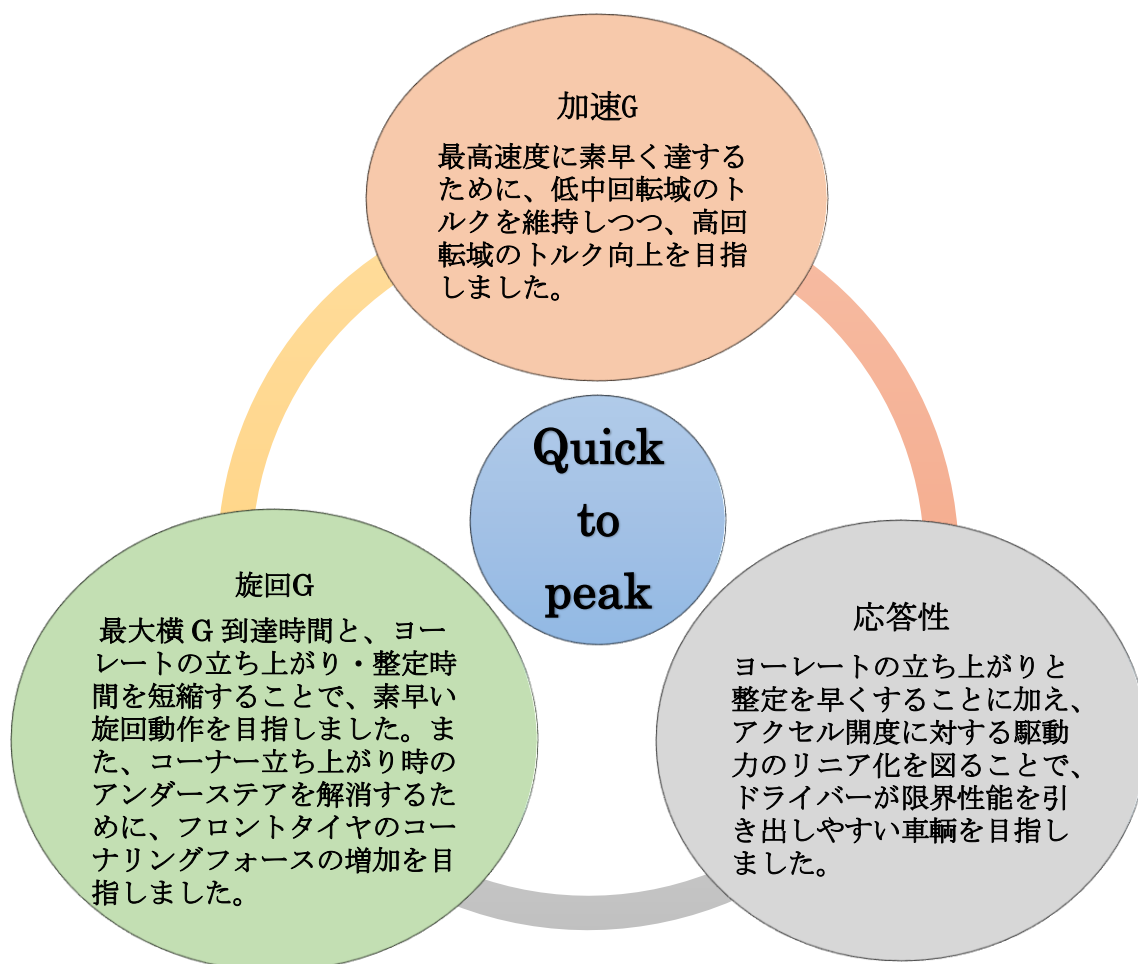 加速G
最高速度に素早く達する
ために、低中回転域のト
ルクを維持しつつ、高回
転域のトルク向上を目指
しました。
Quick
to
peak
旋回G
最大横 G 到達時間と、ヨー
レートの立ち上がり・整定時
間を短縮することで、素早い
旋回動作を目指しました。ま
た、コーナー立ち上がり時の
アンダーステアを解消するた
めに、フロントタイヤのコー
ナリングフォースの増加を目
指しました。
応答性
ヨーレートの立ち上がりと
整定を早くすることに加え、
アクセル開度に対する駆動
力のリニア化を図ることで、
ドライバーが限界性能を引
き出しやすい車輌を目指し
ました。